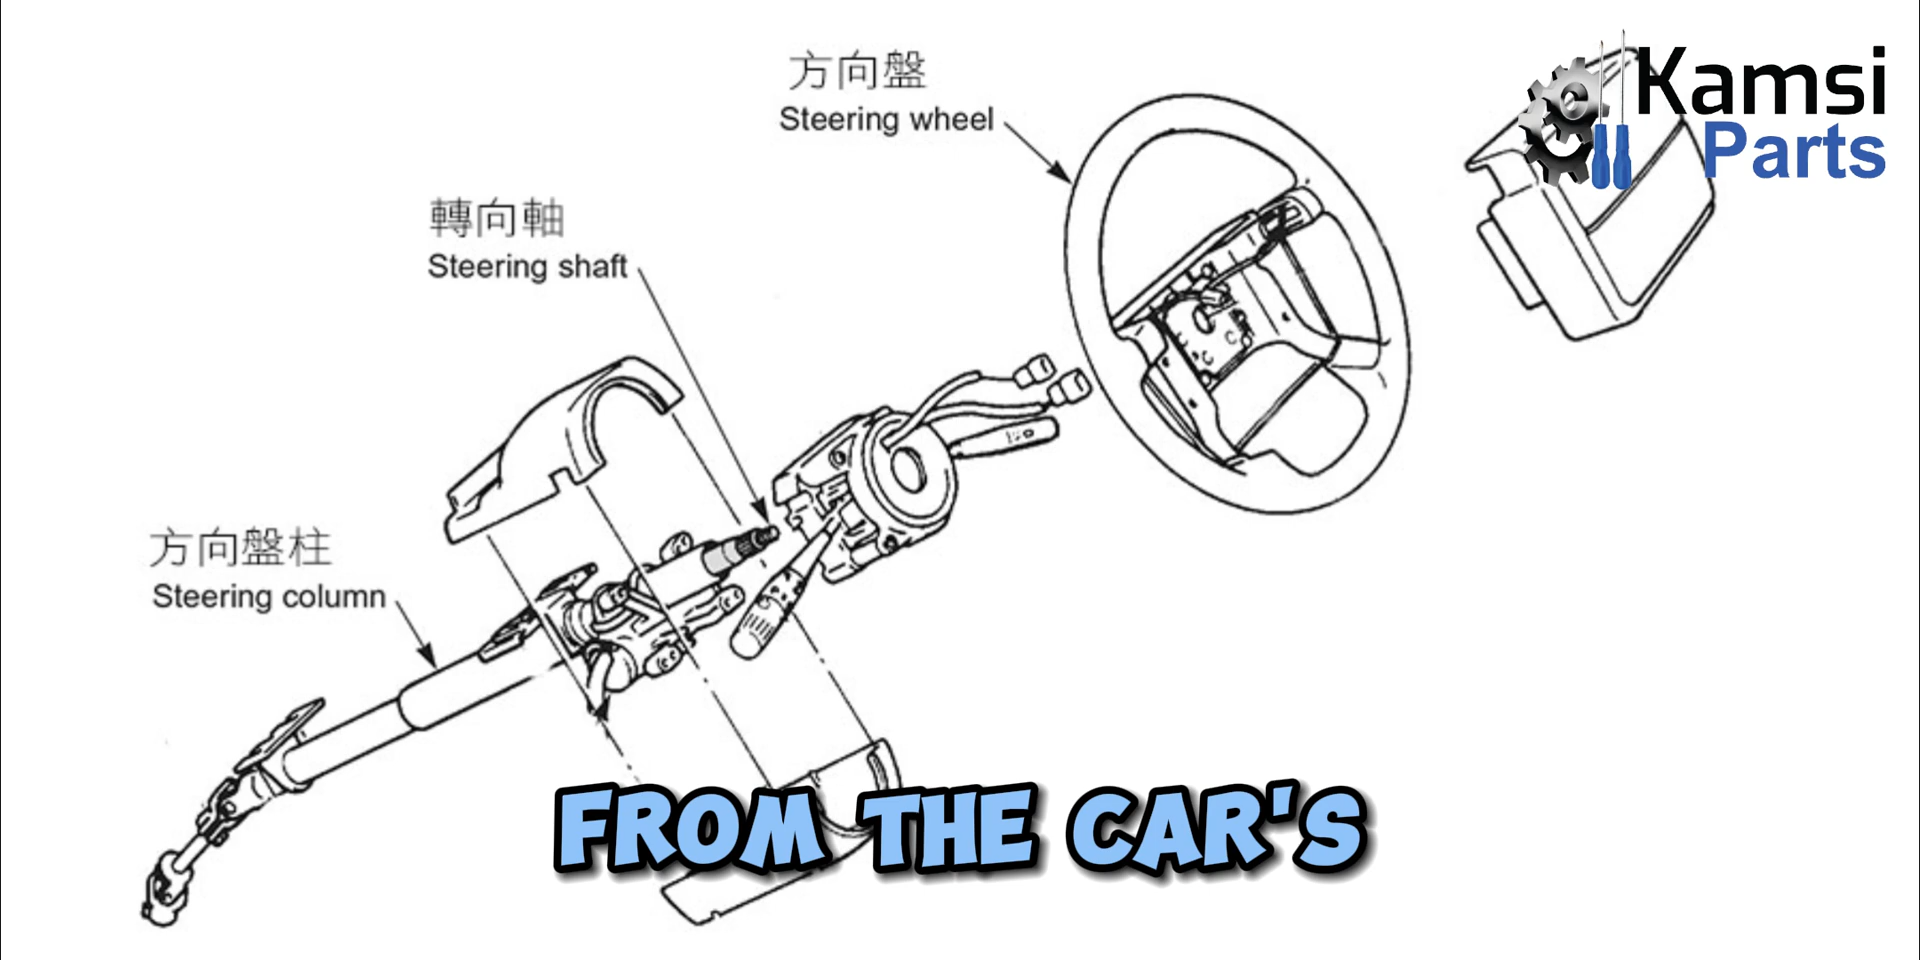 方向盤
Steering wheel
Kamsi
Parts
轉向軸
Steering shaft
方向盤柱
Steering column
FROM THE CAR'S